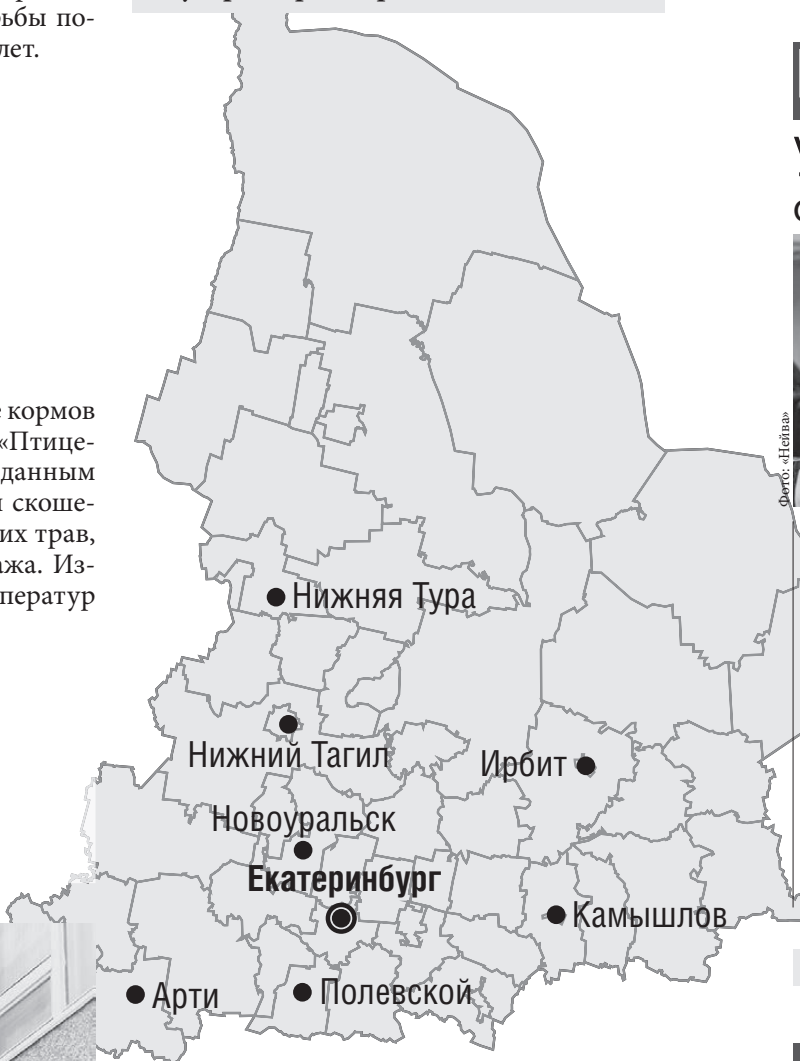 ьбы по-
лет.
кормов
«Птице-
данным
скоше-
их трав,
ажа. Из-
ператур
Нижняя Тура
Нижний Тагил
Ирбит
Новоуральск
Екатеринбург
Камышлов
Арти
Полевской
Фото: «Нейва»